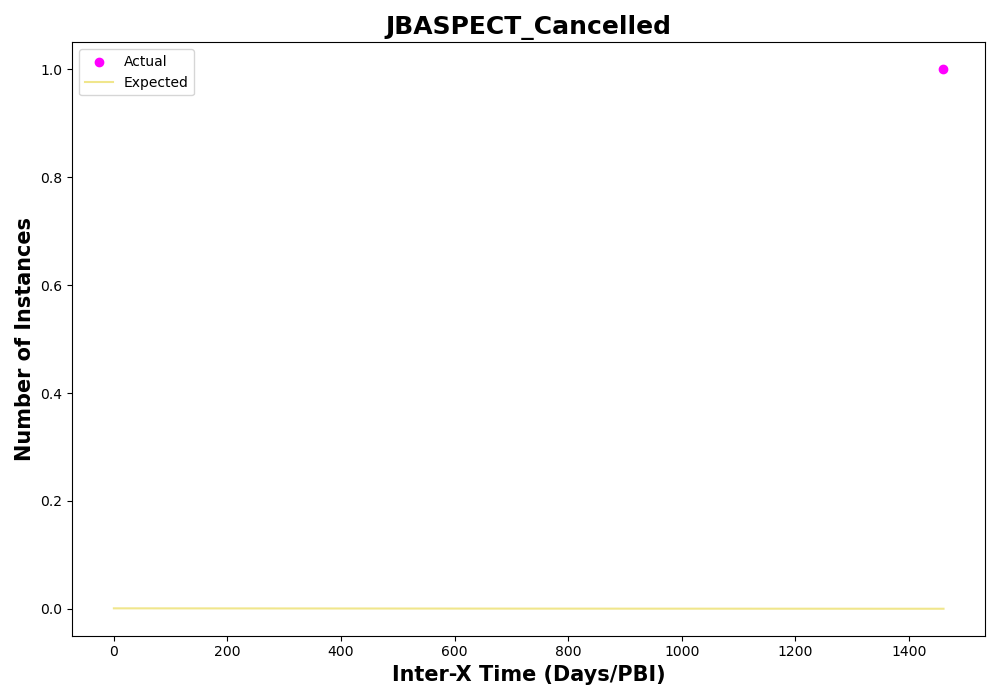 JBASPECT_Cancelled
Actual
Expected
Number of Instances
1.0
0.8
0.6
0.4
0.2
0.0
0 200 400 600 800 1000 1200 1400
Inter-X Time (Days/PBI)